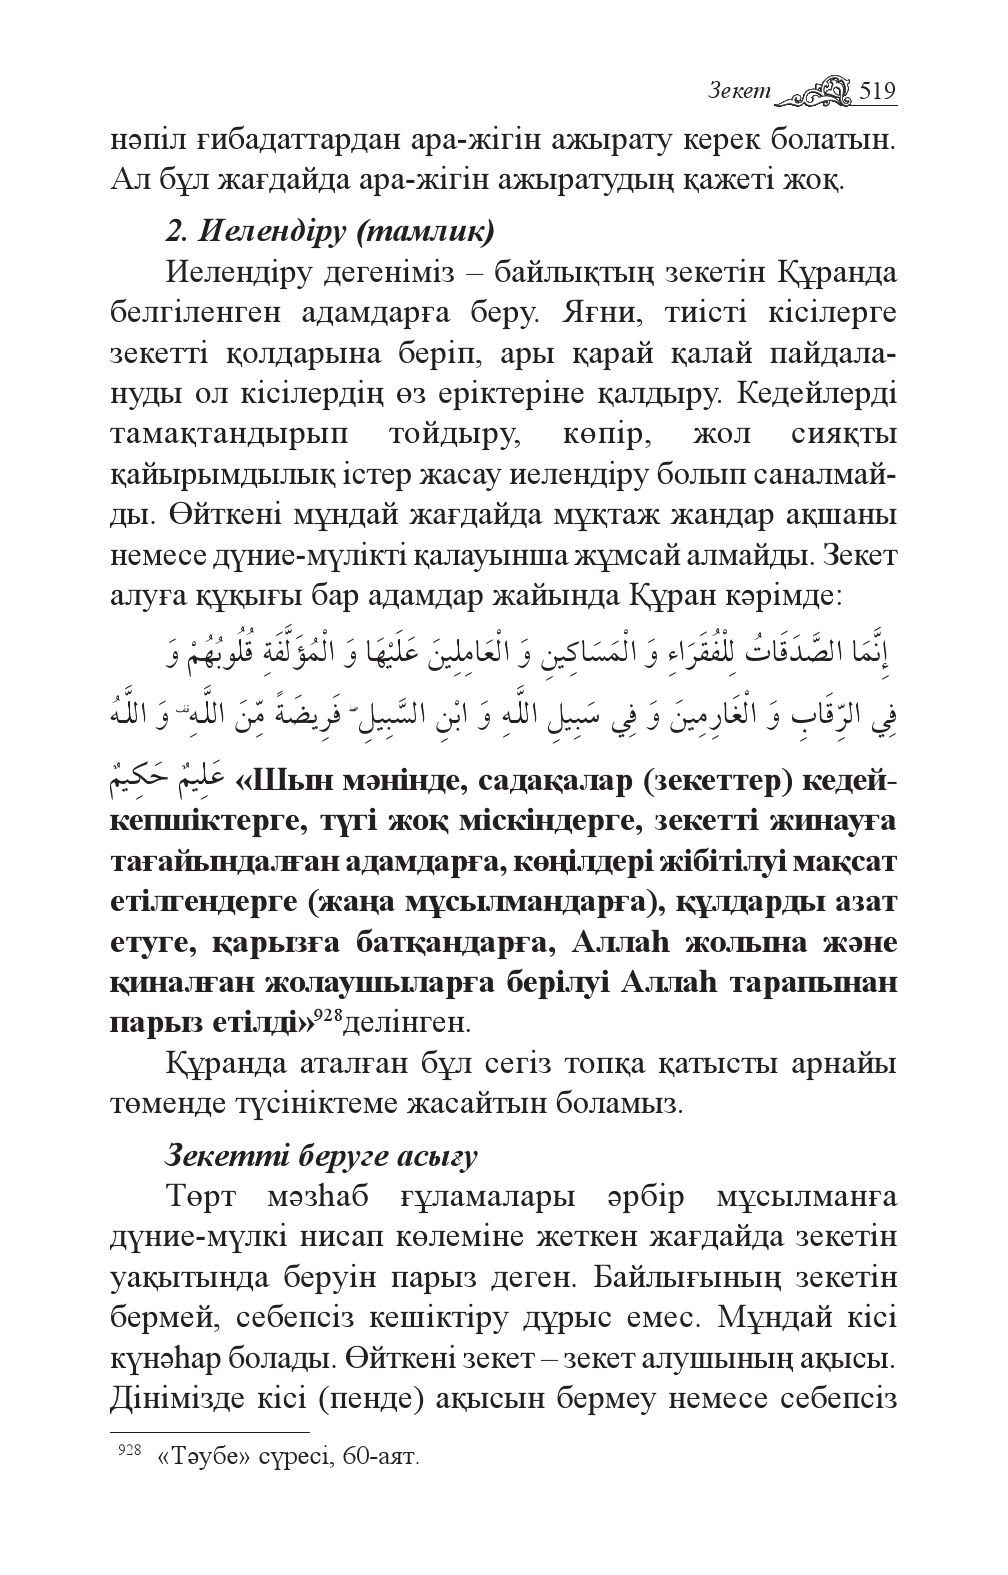 Зекет 519
нәпіл ғибадаттардан ара-жігін ажырату керек болатын.
Ал бұл жағдайда ара-жігін ажыратудың қажеті жоқ.
2. Иелендіру (тамлик)
Иелендіру дегеніміз – байлықтың зекетін Құранда
белгіленген адамдарға беру. Яғни, тиісті кісілерге
зекетті қолдарына беріп, ары қарай қалай пайдала-
нуды ол кісілердің өз еріктеріне қалдыру. Кедейлерді
тамақтандырып тойдыру, көпір, жол сияқты
қайырымдылық істер жасау иелендіру болып саналмай-
ды. Өйткені мұндай жағдайда мұқтаж жандар ақшаны
немесе дүние-мүлікті қалауынша жұмсай алмайды. Зекет
алуға құқығы бар адамдар жайында Құран кәрімде:
إِنَّمَا الصَّدَقَاتُ لِلْفُقَرَاءِ وَ الْمَسَاكِينِ وَ الْعَامِلِينَ عَلَيْهَا وَ الْمُؤَلَّفَةِ قُلُوبُهُمْ وَ
فِي الرِّقَابِ وَ الْغَارِمِينَ وَ فِي سَبِيلِ اللَّهِ وَ ابْنِ السَّبِيلِ ۖ فَرِيضَةً مِّنَ اللَّهِ ۗ وَ اللَّهُ
عَلِيمٌ حَكِيمٌ «Шын мәнінде, садақалар (зекеттер) кедей-
кепшіктерге, түгі жоқ міскіндерге, зекетті жинауға
тағайындалған адамдарға, көңілдері жібітілуі мақсат
етілгендерге (жаңа мұсылмандарға), құлдарды азат
етуге, қарызға батқандарға, Аллаһ жолына және
қиналған жолаушыларға берілуі Аллаһ тарапынан
парыз етілді»928делінген.
Құранда аталған бұл сегіз топқа қатысты арнайы
төменде түсініктеме жасайтын боламыз.
Зекетті беруге асығу
Төрт мәзһаб ғұламалары әрбір мұсылманға
дүние-мүлкі нисап көлеміне жеткен жағдайда зекетін
уақытында беруін парыз деген. Байлығының зекетін
бермей, себепсіз кешіктіру дұрыс емес. Мұндай кісі
күнәһар болады. Өйткені зекет – зекет алушының ақысы.
Дінімізде кісі (пенде) ақысын бермеу немесе себепсіз
928 «Тәубе» сүресі, 60-аят.